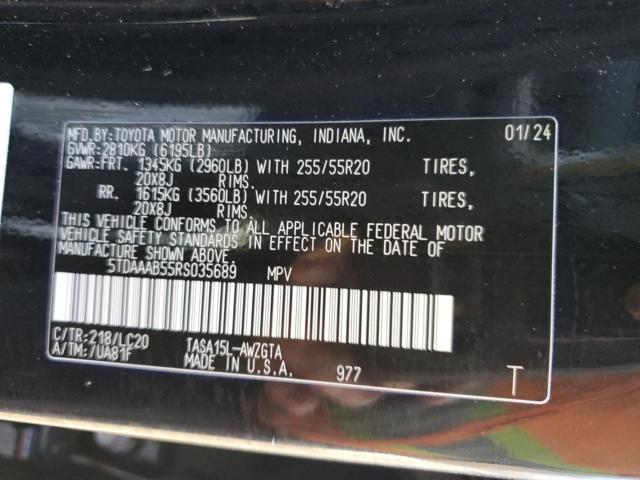 MFD.BY:TOYOTA MOTOR MANUFACTURING, INDIANA, INC. 01/24
GVWR:2810KG (6195LB)
GAWR:FRT. 1345KG (2960LB) WITH 255/55R20 TIRES,
20X8J RIMS.
RR. 1615KG (3560LB) WITH 255/55R20 TIRES,
20X8J RIMS.
THIS VEHICLE CONFORMS TO ALL APPLICABLE FEDERAL MOTOR
VEHICLE SAFETY STANDARDS IN EFFECT ON THE DATE OF
MANUFACTURE SHOWN ABOVE.
5TDAAAB55RS035689 MPV
C/TR:218/LC20 TASA15L-AWZGTA
A/TM:/UA81F MADE IN U.S.A. 977 T